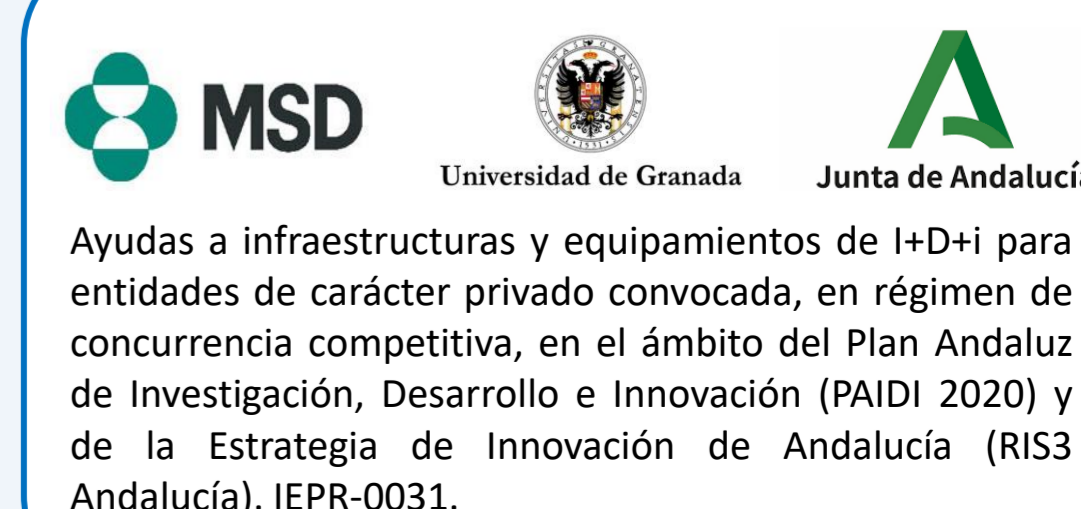 MSD
Universidad de Granada
Junta de Andalucía
Ayudas a infraestructuras y equipamientos de I+D+i para
entidades de carácter privado convocada, en régimen de
concurrencia competitiva, en el ámbito del Plan Andaluz
de Investigación, Desarrollo e Innovación (PAIDI 2020) y
de la Estrategia de Innovación de Andalucía (RIS3
Andalucía). IEPR-0031.